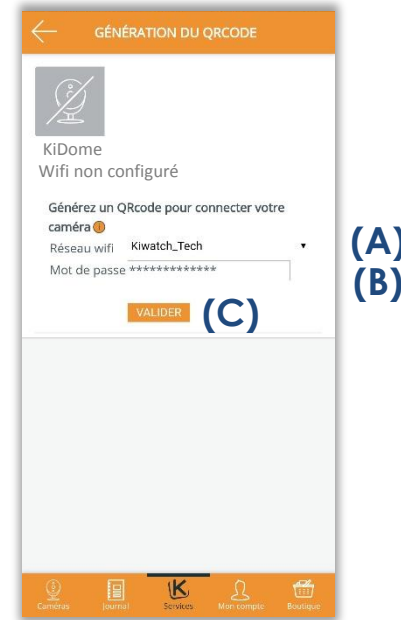 GÉNÉRATION DU QRCODE
KiDome
Wifi non configuré
Générez un QRcode pour connecter votre
caméra
Réseau wifi Kiwatch_Tech (A)
Mot de passe ************* (B)
VALIDER (C)
Caméras Journal Services Mon compte Boutique